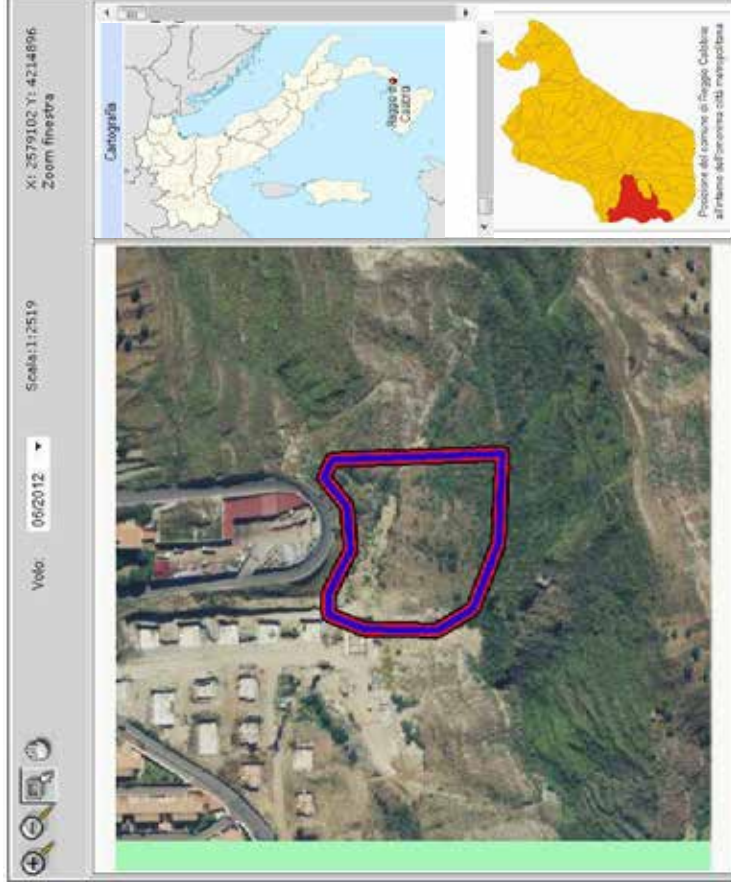 Volo: 06/2012 Scala:1:2519 X: 2579102 Y: 4214896
Zoom finestra
Cartografia
Reggio di
Calabria
Posizione del comune di Reggio Calabria
all'interno dell'omonima città metropolitana